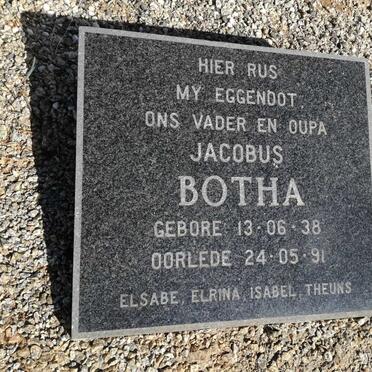 HIER RUS
MY EGGENOOT
ONS VADER EN OUPA
JACOBUS
BOTHA
GEBORE 13-06-38
OORLEDE 24-05-91
ELSABE, ELRINA, ISABEL, THEUNS